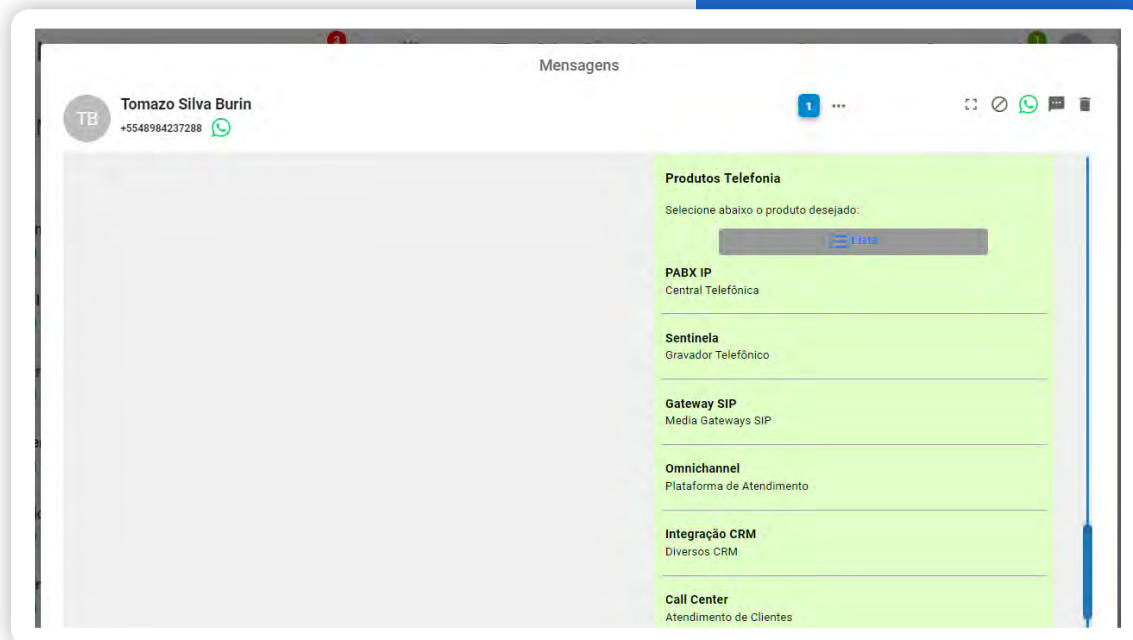 3
1
Mensagens
TB
Tomazo Silva Burin
+5548984237288
1
Produtos Telefonia
Selecione abaixo o produto desejado:
Lista
PABX IP
Central Telefônica
Sentinela
Gravador Telefônico
Gateway SIP
Media Gateways SIP
Omnichannel
Plataforma de Atendimento
Integração CRM
Diversos CRM
Call Center
Atendimento de Clientes